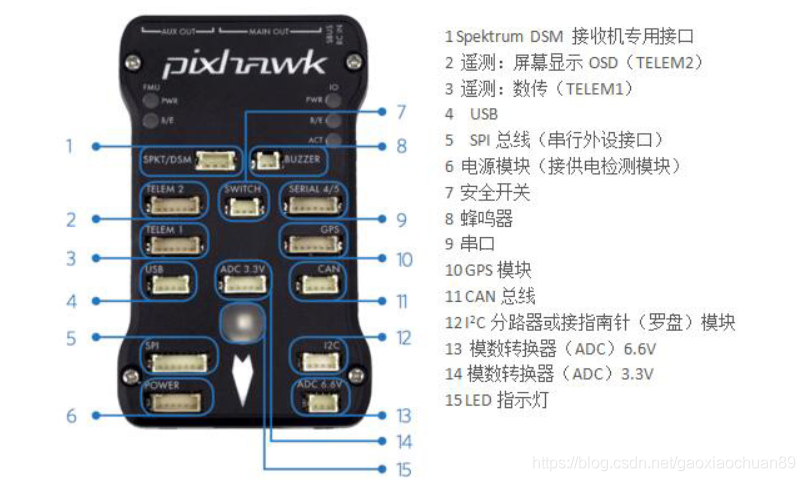 AUX OUT
MAIN OUT
SBUS
RC IN
pixhawk
FMU
IO
PWR
PWR
B/E
B/E
ACT
1
7
8
SPKT/DSM
BUZZER
TELEM 2
SWITCH
SERIAL 4/5
2
9
TELEM 1
GPS
3
10
USB
ADC 3.3V
CAN
4
11
5
12
SPI
I2C
POWER
ADC 6.6V
6
13
14
15
1 Spektrum DSM 接收机专用接口
2 遥测：屏幕显示 OSD（TELEM2）
3 遥测：数传（TELEM1）
4 USB
5 SPI 总线（串行外设接口）
6 电源模块（接供电检测模块）
7 安全开关
8 蜂鸣器
9 串口
10 GPS 模块
11 CAN 总线
12 I²C 分路器或接指南针（罗盘）模块
13 模数转换器（ADC）6.6V
14 模数转换器（ADC）3.3V
15 LED 指示灯
https://blog.csdn.net/gaoxiaochuan89